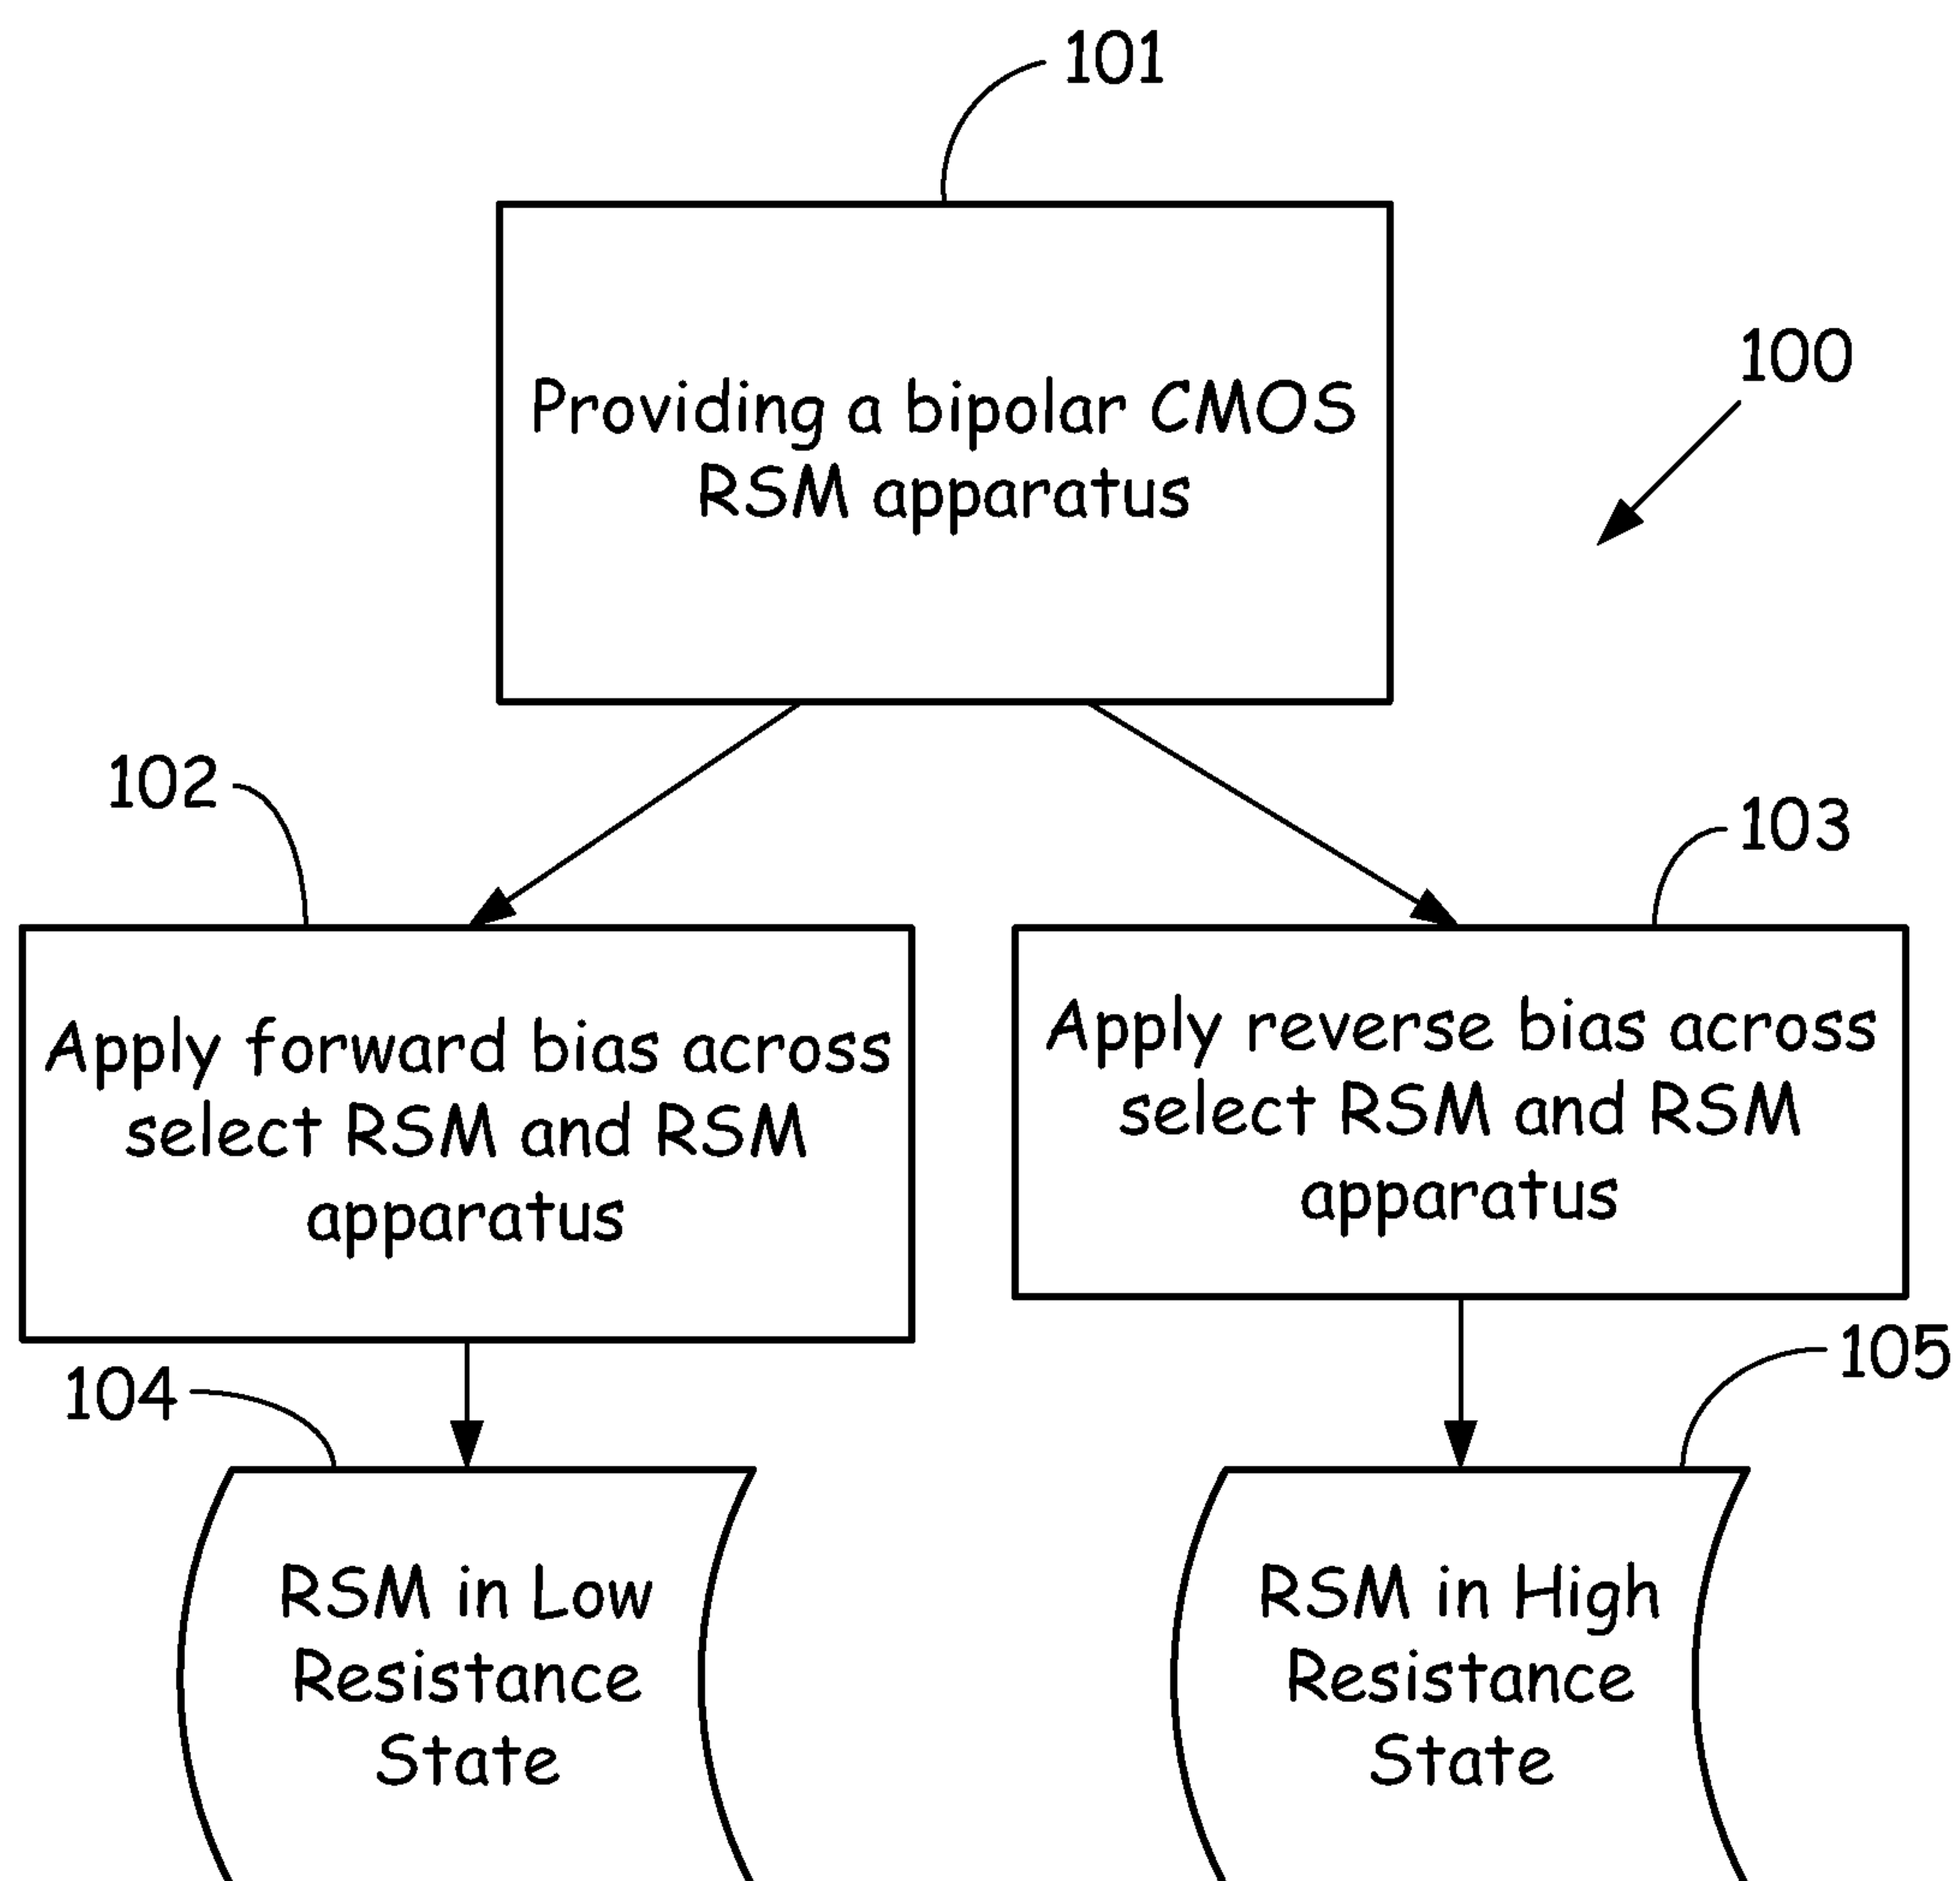 101
Providing a bipolar CMOS
RSM apparatus
100
102
103
Apply forward bias across
select RSM and RSM
apparatus
Apply reverse bias across
select RSM and RSM
apparatus
104
105
RSM in Low
Resistance
State
RSM in High
Resistance
State